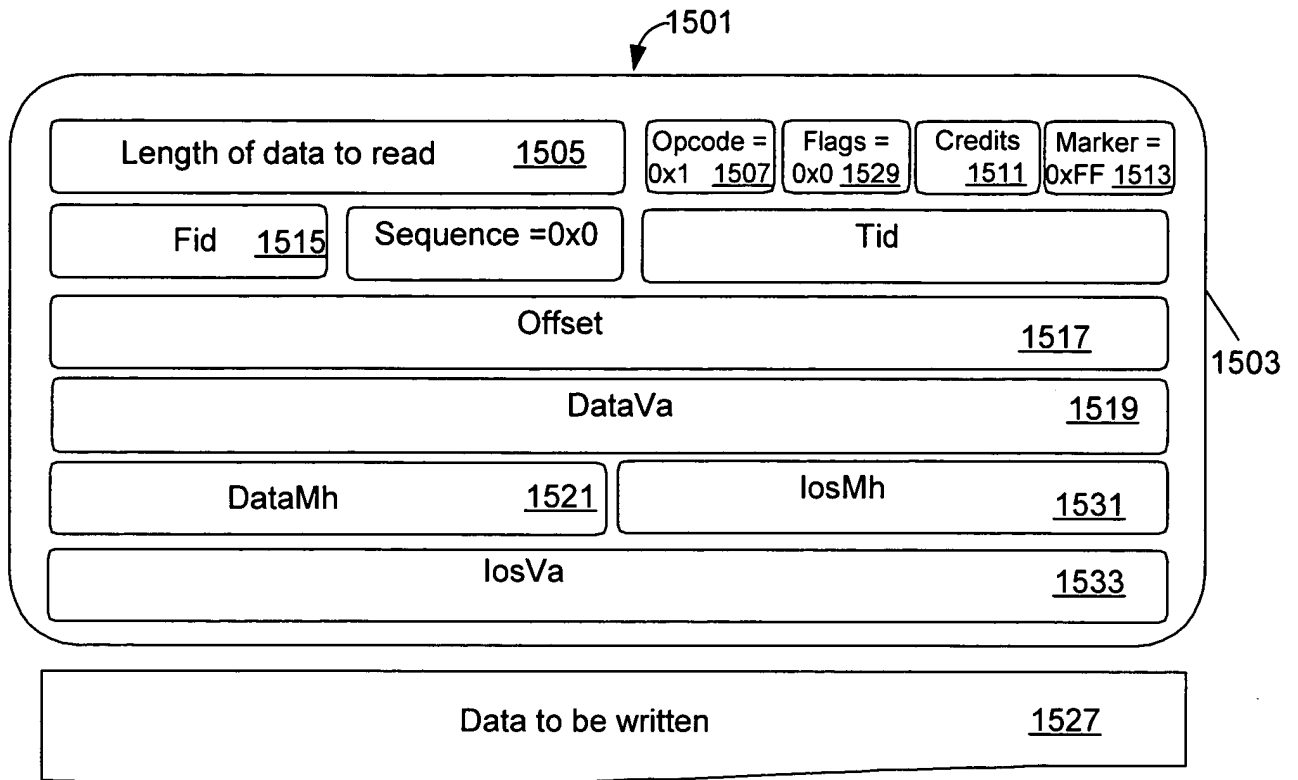 1501
Length of data to read 1505
Opcode =
0x1 1507
Flags =
0x0 1529
Credits
1511
Marker =
0xFF 1513
Fid 1515
Sequence =0x0
Tid
Offset 1517
1503
DataVa 1519
DataMh 1521
IosMh 1531
IosVa 1533
Data to be written 1527